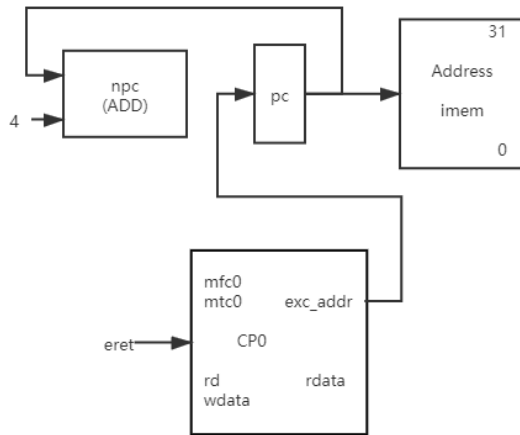 npc
(ADD)
4
pc
31
Address
imem
0
mfc0
mtc0
exc_addr
CP0
eret
rd
rdata
wdata